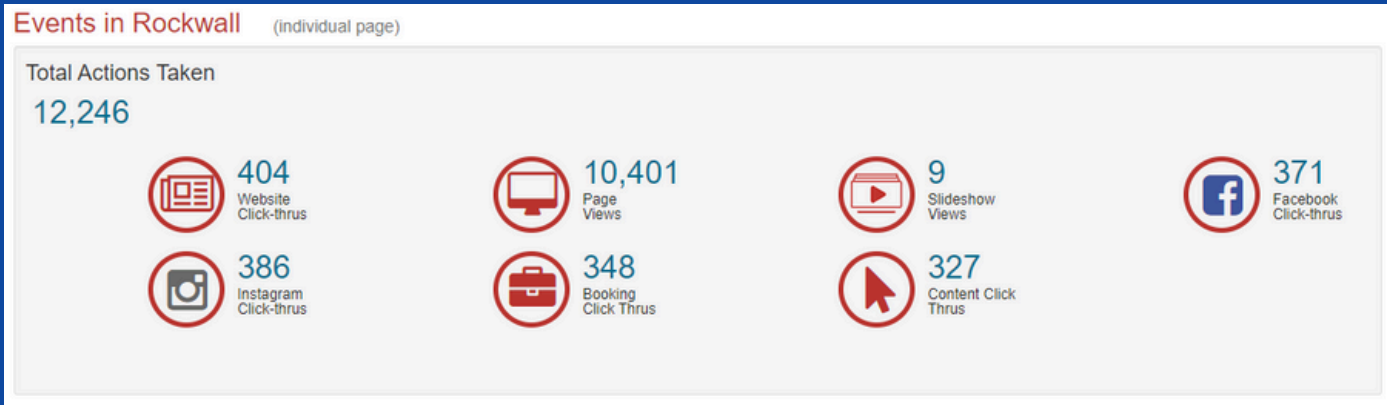 Events in Rockwall (individual page)
Total Actions Taken
12,246
404
Website
Click-thrus
10,401
Page
Views
9
Slideshow
Views
371
Facebook
Click-thrus
386
Instagram
Click-thrus
348
Booking
Click Thrus
327
Content Click
Thrus